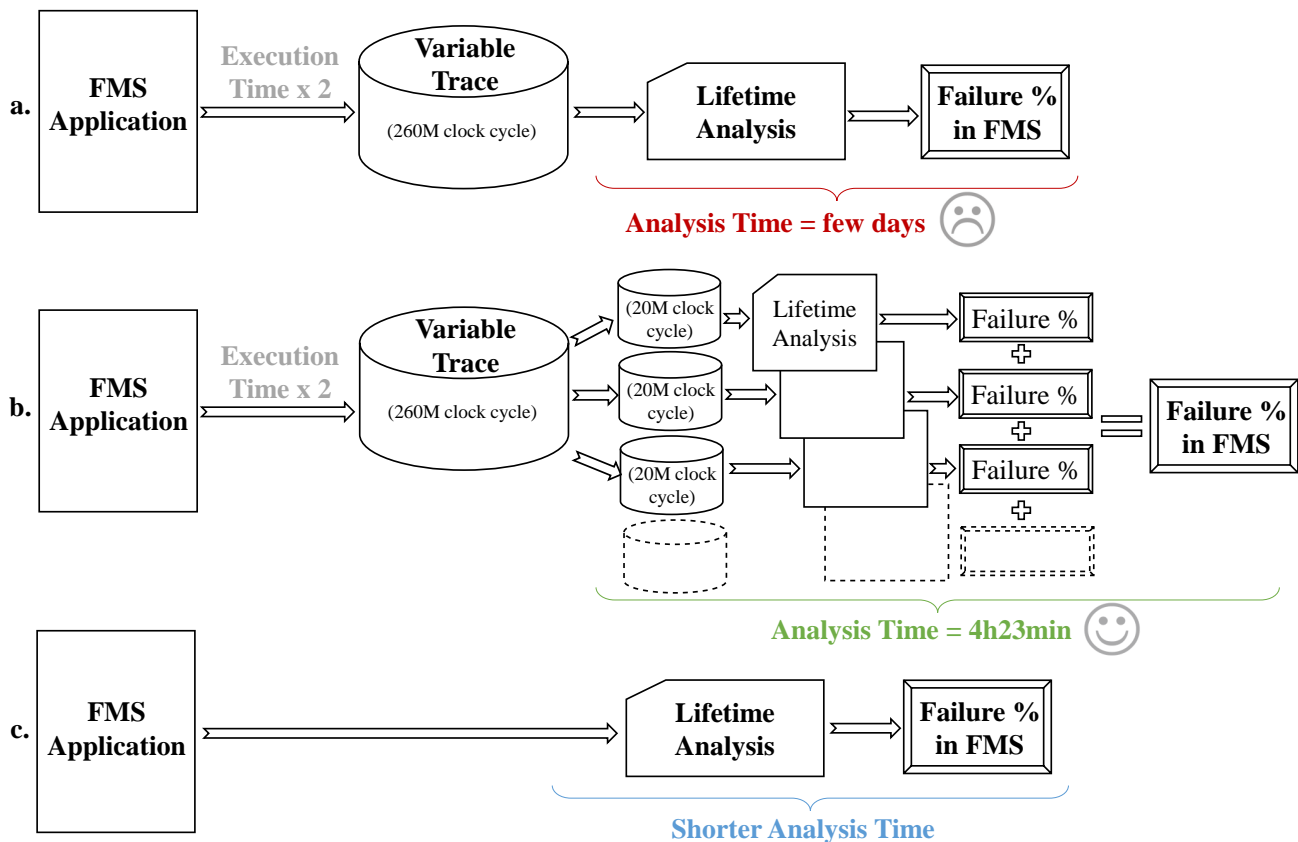 a.
FMS
Application
Execution
Time x 2
Variable
Trace
(260M clock cycle)
Lifetime
Analysis
Failure %
in FMS
Analysis Time = few days
b.
FMS
Application
Execution
Time x 2
Variable
Trace
(260M clock cycle)
(20M clock
cycle)
(20M clock
cycle)
(20M clock
cycle)
Lifetime
Analysis
Failure %
Failure %
Failure %
Failure %
in FMS
Analysis Time = 4h23min
c.
FMS
Application
Lifetime
Analysis
Failure %
in FMS
Shorter Analysis Time